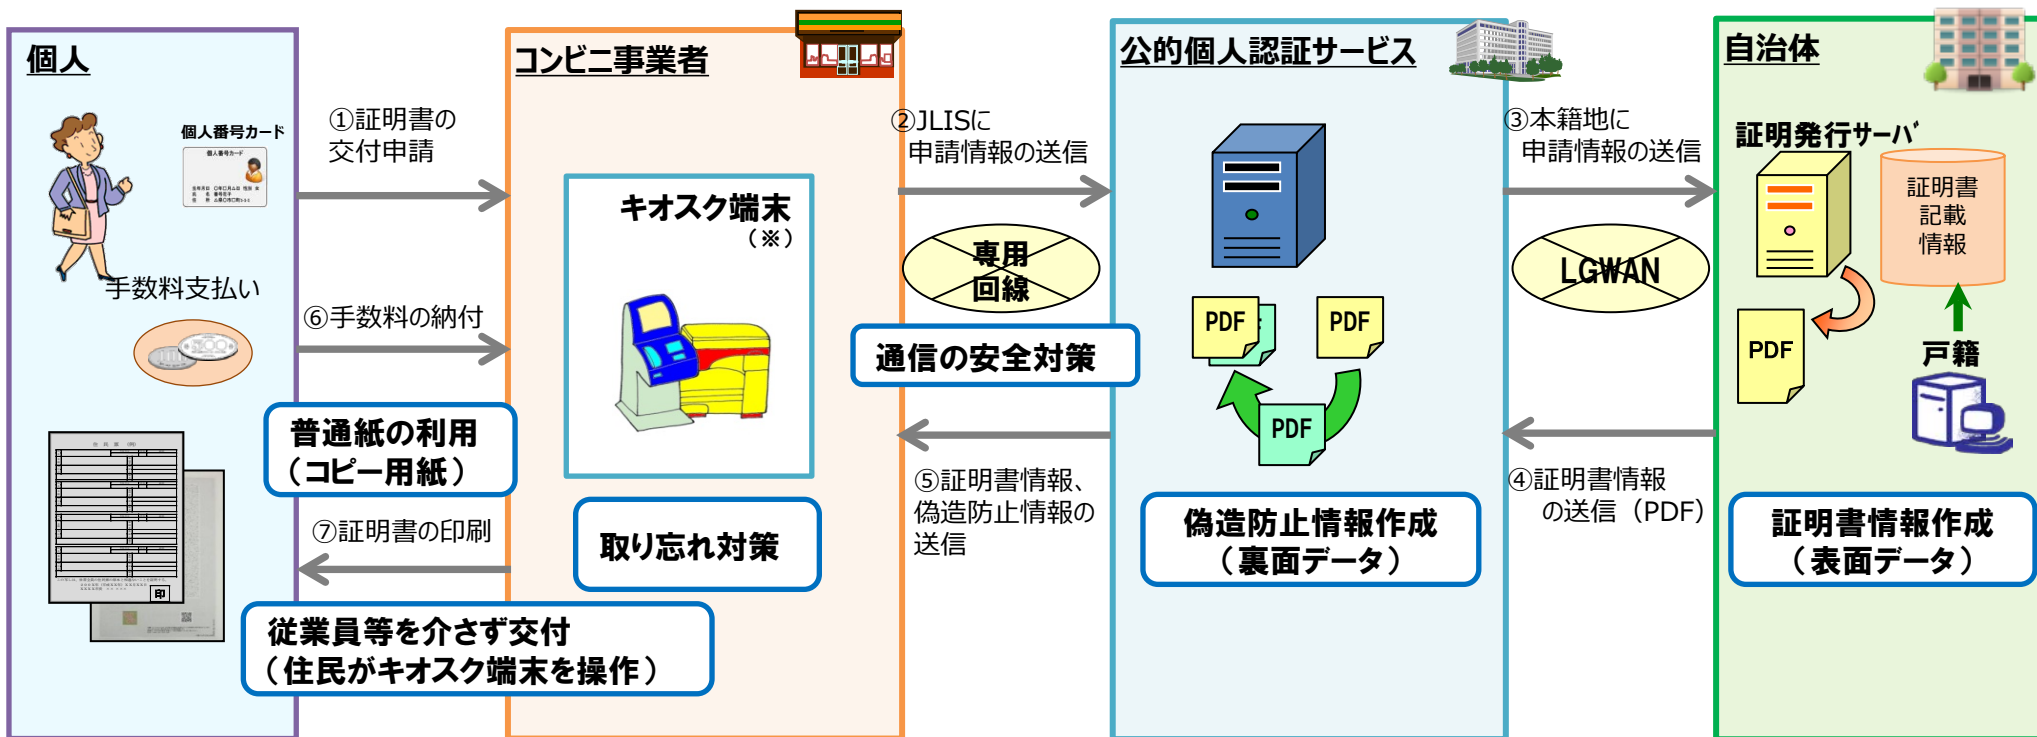 個人
個人番号カード
個人番号カード
手数料支払い
①証明書の
交付申請
⑥手数料の納付
普通紙の利用
（コピー用紙）
⑦証明書の印刷
印
従業員等を介さず交付
（住民がキオスク端末を操作）
コンビニ事業者
キオスク端末
（※）
取り忘れ対策
②JLISに
申請情報の送信
専用
回線
通信の安全対策
⑤証明書情報、
偽造防止情報の
送信
公的個人認証サービス
PDF
PDF
PDF
偽造防止情報作成
（裏面データ）
③本籍地に
申請情報の送信
LGWAN
④証明書情報
の送信（PDF）
自治体
証明発行サーバ
証明書
記載
情報
PDF
戸籍
証明書情報作成
（表面データ）